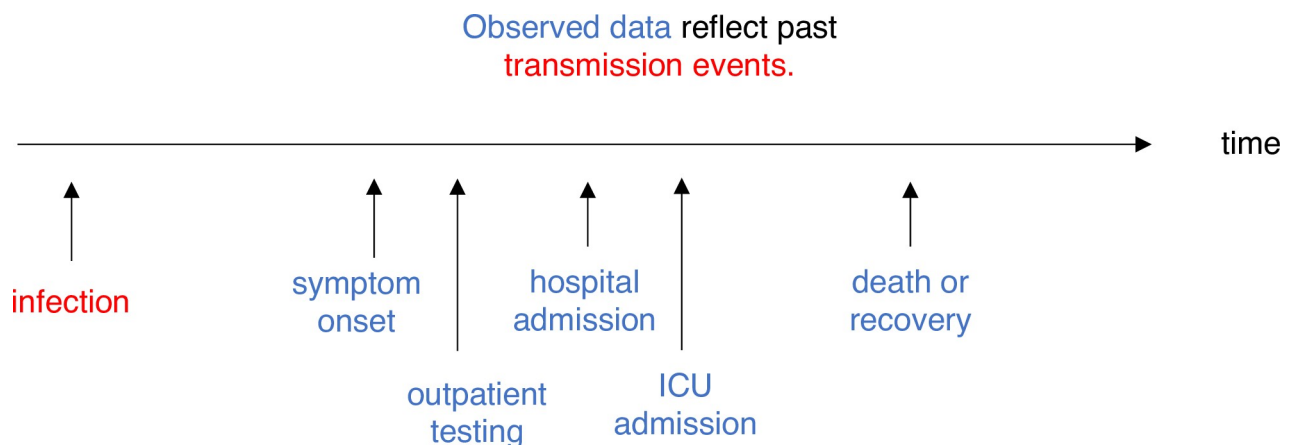 Observed data reflect past
transmission events.
time
infection
symptom
onset
outpatient
testing
hospital
admission
ICU
admission
death or
recovery